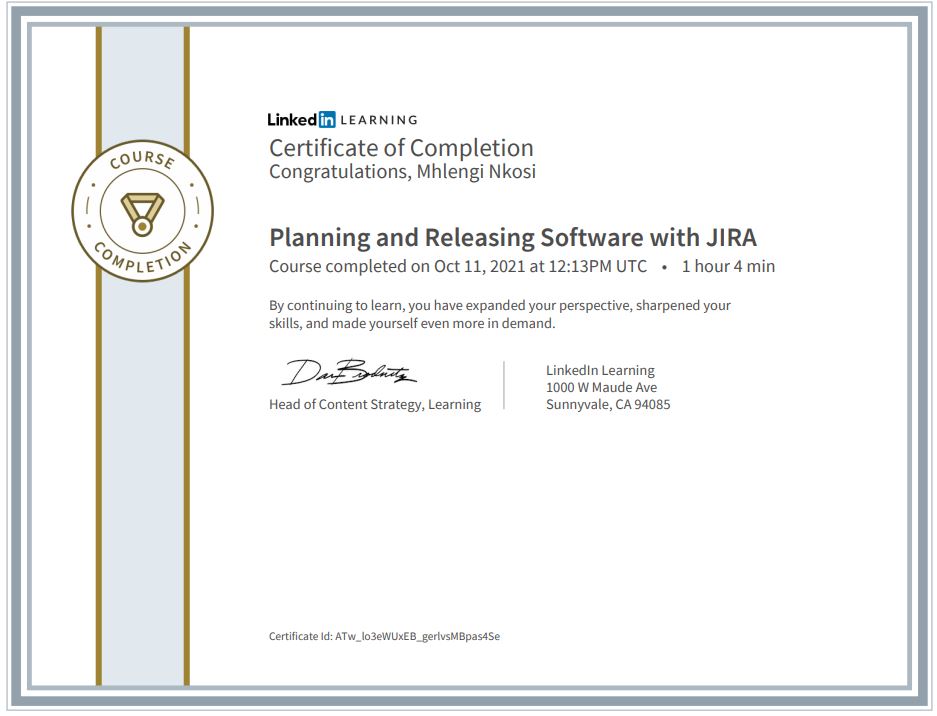 COURSE
COMPLETION
Linked in LEARNING
Certificate of Completion
Congratulations, Mhlengi Nkosi
Planning and Releasing Software with JIRA
Course completed on Oct 11, 2021 at 12:13PM UTC • 1 hour 4 min
By continuing to learn, you have expanded your perspective, sharpened your
skills, and made yourself even more in demand.
Head of Content Strategy, Learning
LinkedIn Learning
1000 W Maude Ave
Sunnyvale, CA 94085
Certificate Id: ATw_lo3eWUxEB_gerlvsMBpas4Se